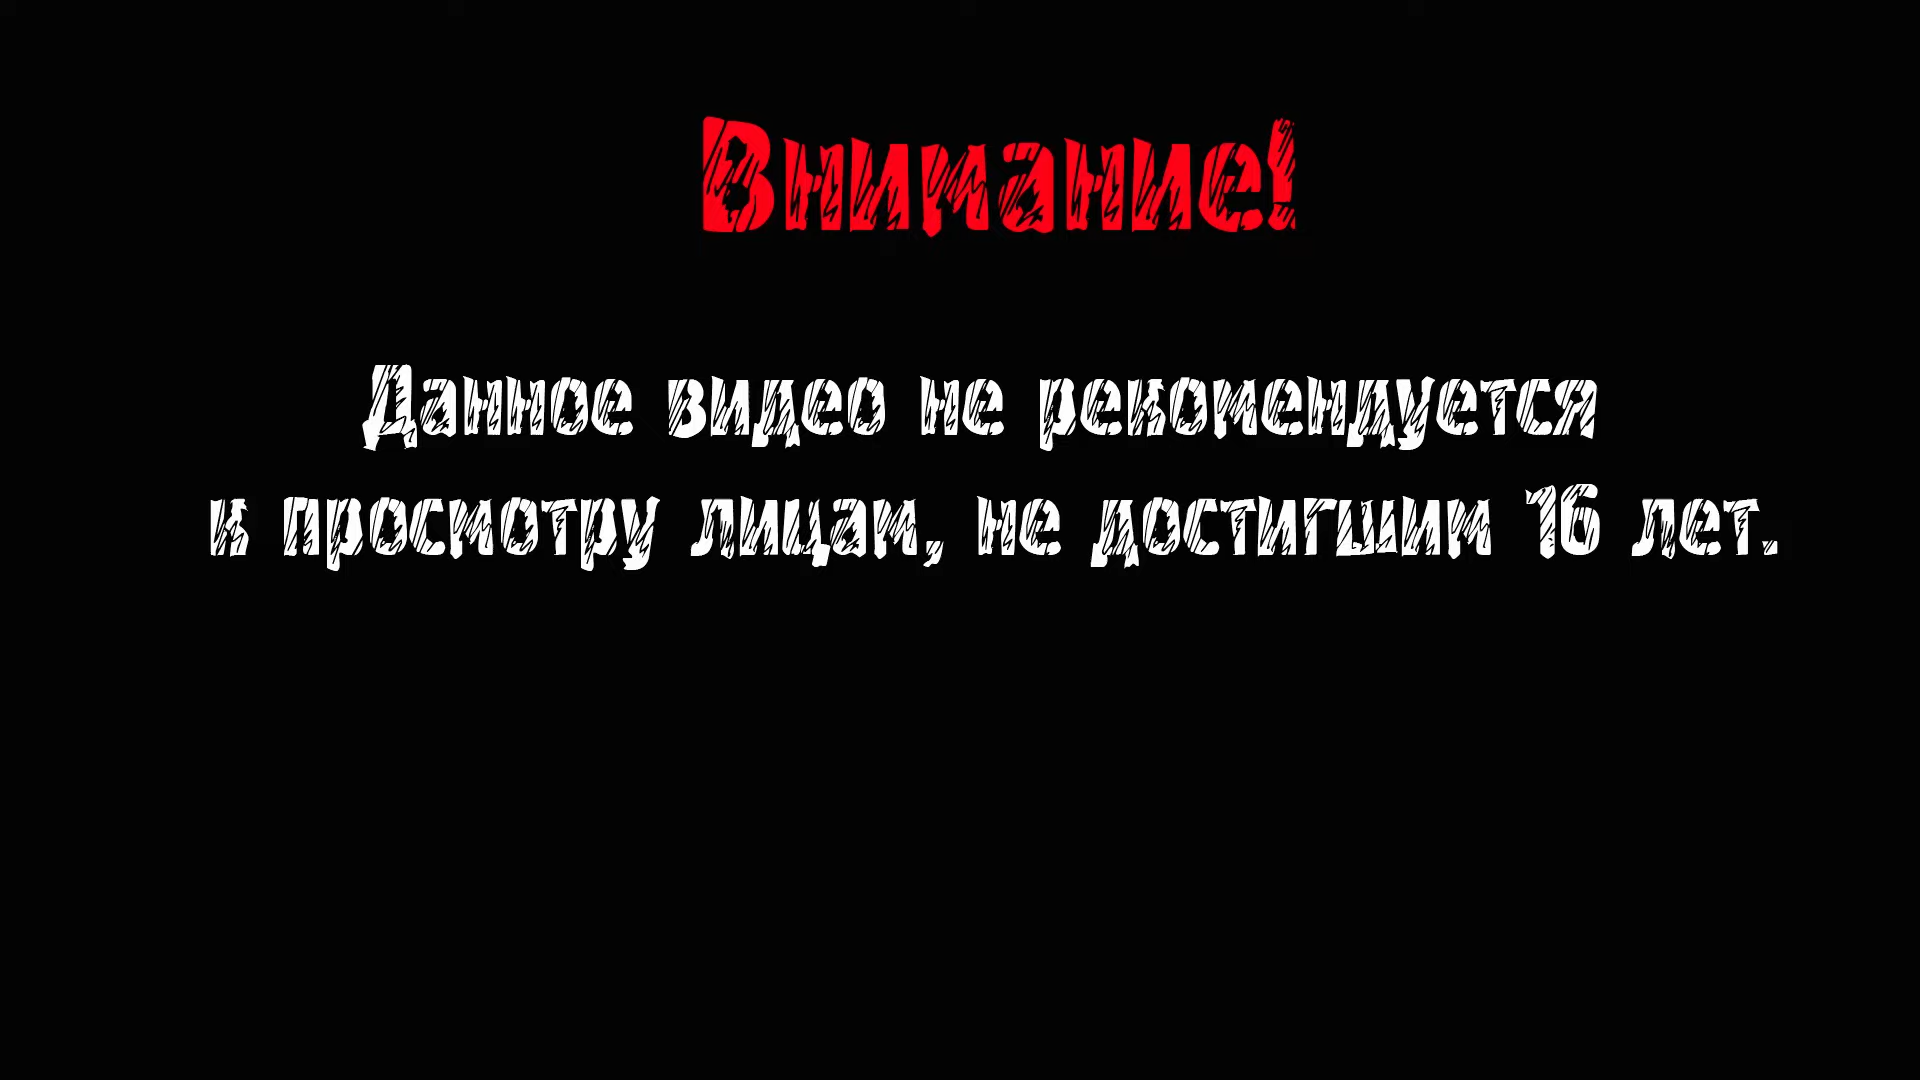 Внимание!
Данное видео не рекомендуется
к просмотру лицам, не достигшим 16 лет.